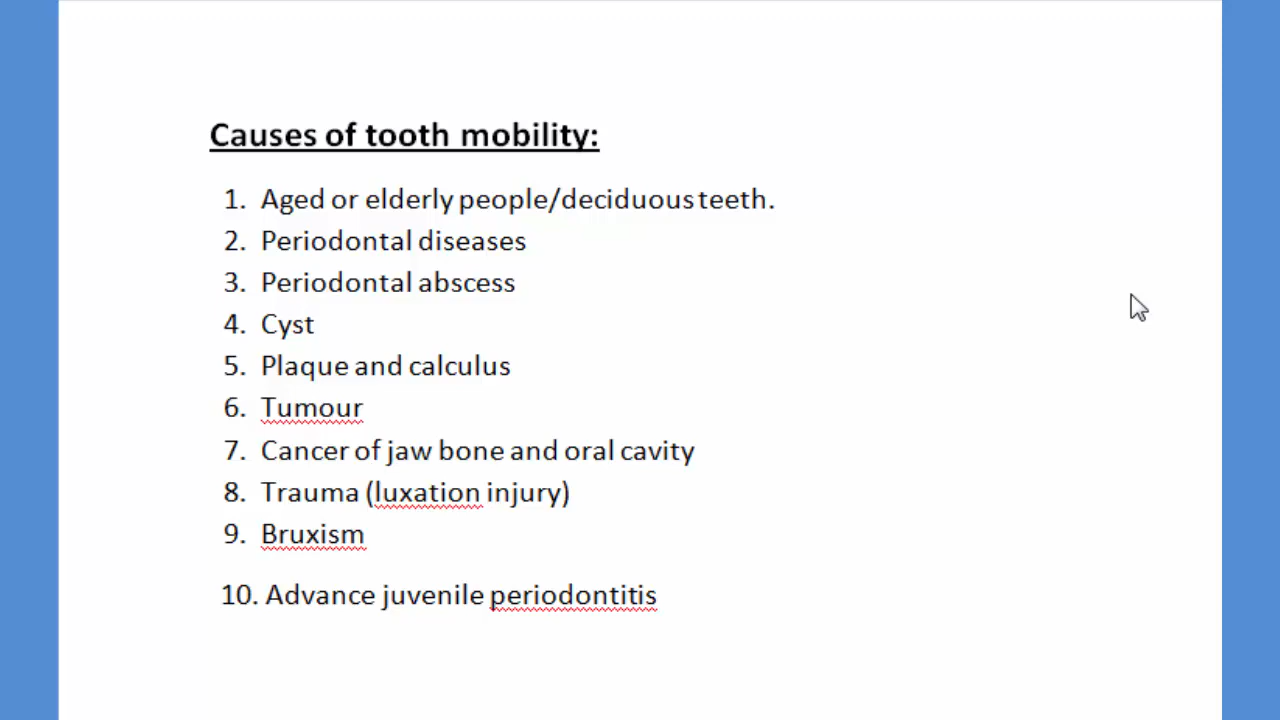 Causes of tooth mobility:
1. Aged or elderly people/deciduous teeth.
2. Periodontal diseases
3. Periodontal abscess
4. Cyst
5. Plaque and calculus
6. Tumour
7. Cancer of jaw bone and oral cavity
8. Trauma (luxation injury)
9. Bruxism
10. Advance juvenile periodontitis